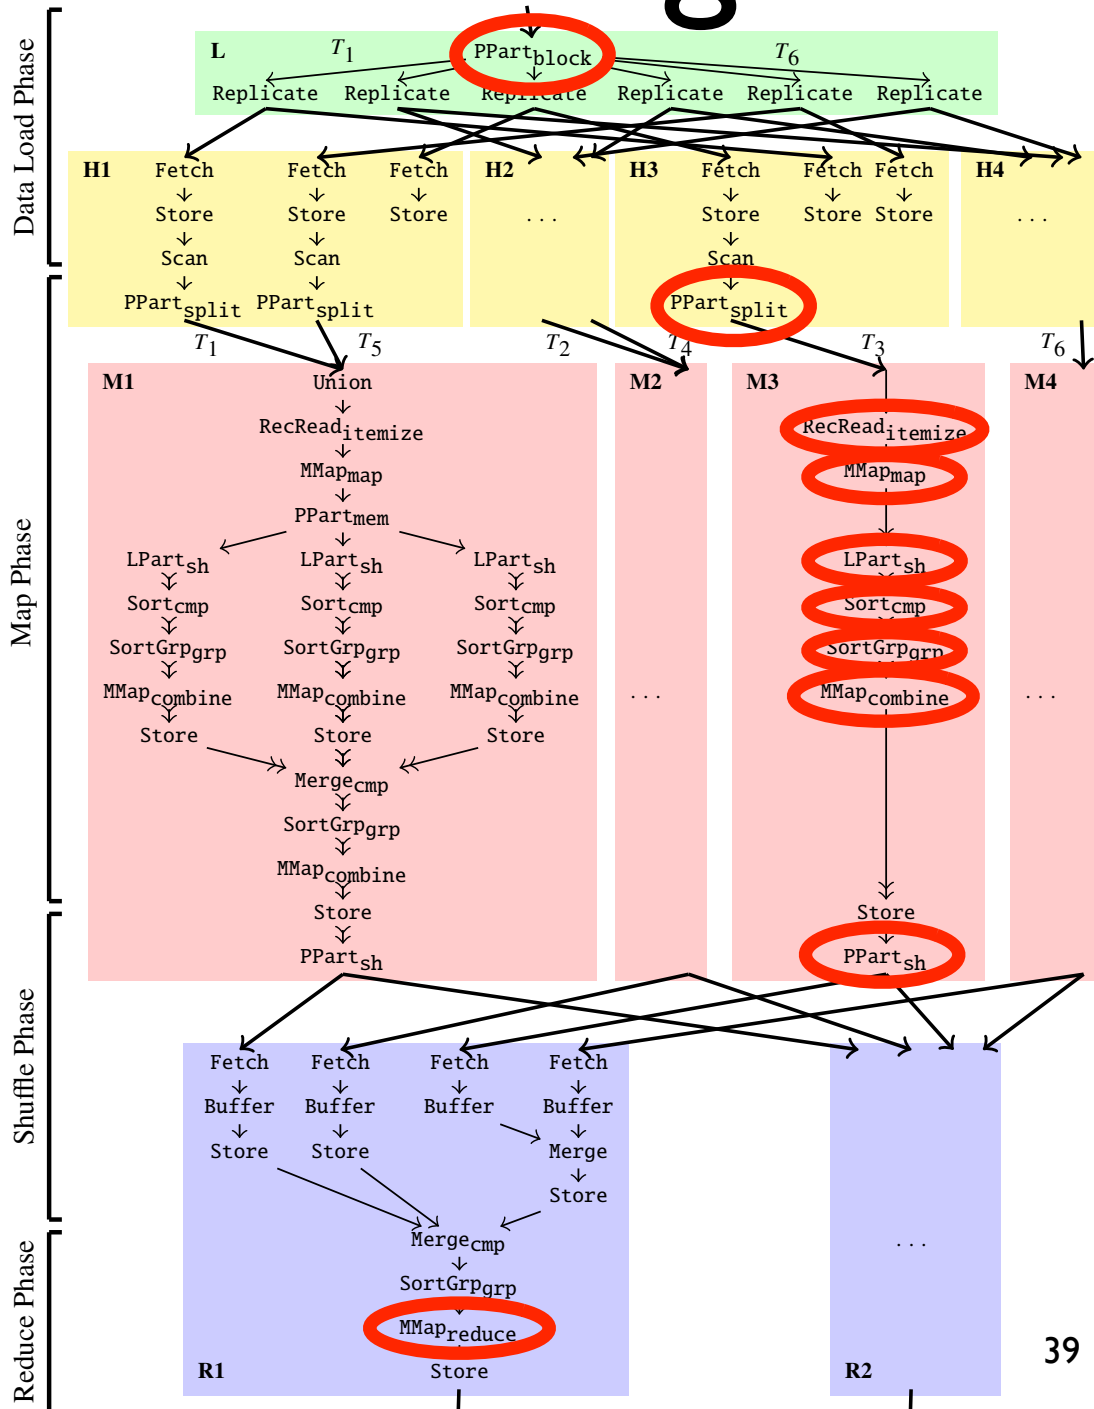 Data Load Phase
L T1 PPartblock T6
Replicate Replicate Replicate Replicate Replicate Replicate
H1 Fetch Fetch Fetch H2 H3 Fetch Fetch Fetch H4
Store Store Store ... Store Store Store ...
Scan Scan Scan
PPartsplit PPartsplit PPartsplit
T1 T5 T2 T4 T3 T6
Map Phase
M1 Union M2 M3 M4
RecReaditemize RecReaditemize
MMapmap MMapmap
PPartmem
LPartsh LPartsh LPartsh LPartsh
Sortcmp Sortcmp Sortcmp Sortcmp
SortGrpgrp SortGrpgrp SortGrpgrp SortGrpgrp
MMapcombine MMapcombine MMapcombine ... MMapcombine ...
Store Store Store
Mergecmp
SortGrpgrp
MMapcombine
Store Store
PPartsh PPartsh
Shuffle Phase
Fetch Fetch Fetch Fetch
Buffer Buffer Buffer Buffer
Store Store Merge
Store
Reduce Phase
Mergecmp ...
SortGrpgrp
MMapreduce
R1 Store R2
39